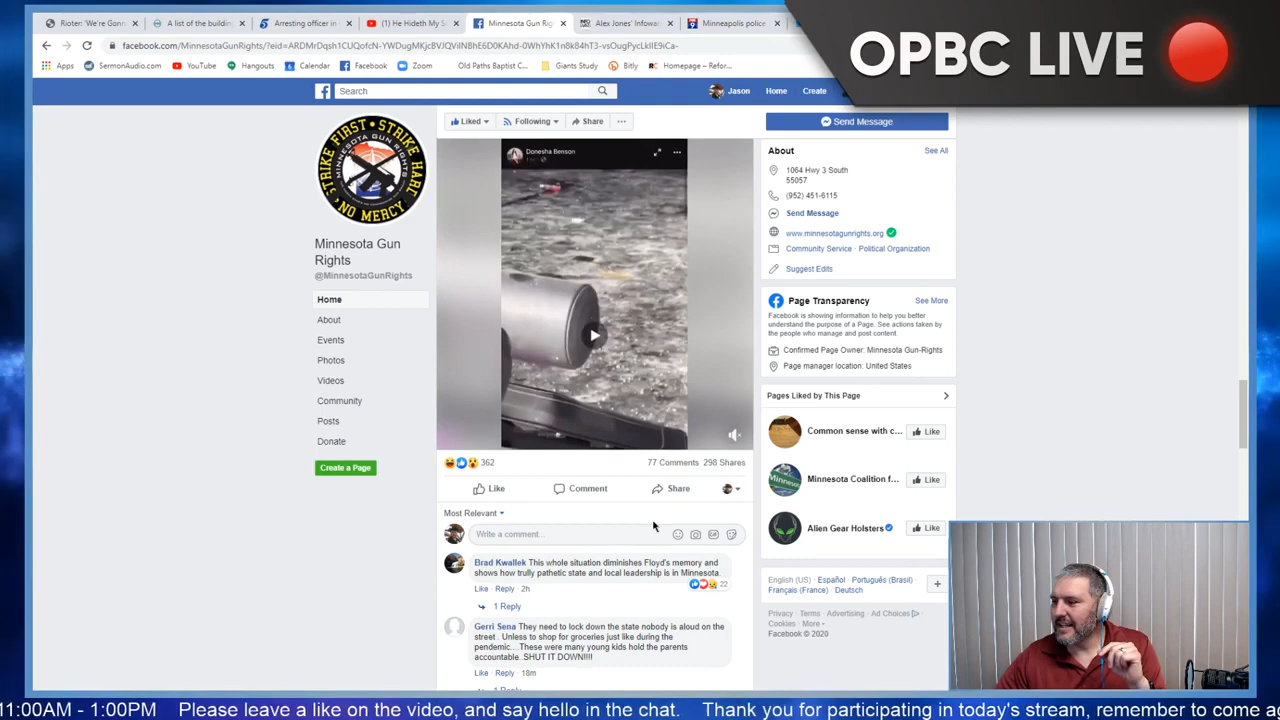 Rioter: 'We're Gonn
A list of the building
Arresting officer in
(1) He Hideth My So
Minnesota Gun Rig
Alex Jones' Infowar
Minneapolis police
OPBC LIVE
facebook.com/MinnesotaGunRights/
Apps
SermonAudio.com
YouTube
Hangouts
Calendar
Facebook
Zoom
Old Paths Baptist C...
Giants Study
Bitly
Homepage – Refor...
Search
Jason
Home
Create
Liked
Following
Share
Send Message
STRIKE FIRST • STRIKE HARD
MINNESOTA GUN RIGHTS
NO MERCY
Minnesota Gun
Rights
@MinnesotaGunRights
Home
About
Events
Photos
Videos
Community
Posts
Donate
Create a Page
Donesha Benson
362
77 Comments 298 Shares
Like
Comment
Share
Most Relevant
Write a comment...
Brad Kwallek This whole situation diminishes Floyd's memory and
shows how trully pathetic state and local leadership is in Minnesota.
22
Like Reply 2h
1 Reply
Gerri Sena They need to lock down the state nobody is aloud on the
street . Unless to shop for groceries just like during the
pendemic....These were many young kids hold the parents
accountable. SHUT IT DOWN!!!!
Like Reply 18m
1 Reply
About
See All
1064 Hwy 3 South
55057
(952) 451-6115
Send Message
www.minnesotagunrights.org
Community Service · Political Organization
Suggest Edits
Page Transparency
See More
Facebook is showing information to help you better
understand the purpose of a Page. See actions taken by
the people who manage and post content.
Confirmed Page Owner: Minnesota Gun-Rights
Page manager location: United States
Pages Liked by This Page
Common sense with c...
Like
Minnesota Coalition f...
Like
Alien Gear Holsters
Like
English (US) · Español · Português (Brasil) ·
Français (France) · Deutsch
Privacy · Terms · Advertising · Ad Choices
Cookies · More
Facebook © 2020
11:00AM - 1:00PM Please leave a like on the video, and say hello in the chat. Thank you for participating in today's stream, remember to come ad